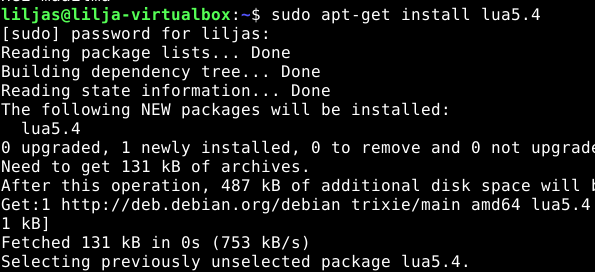 liljas@lilja-virtualbox:~$ sudo apt-get install lua5.4
[sudo] password for liljas:
Reading package lists... Done
Building dependency tree... Done
Reading state information... Done
The following NEW packages will be installed:
  lua5.4
0 upgraded, 1 newly installed, 0 to remove and 0 not upgrade
Need to get 131 kB of archives.
After this operation, 487 kB of additional disk space will b
Get:1 http://deb.debian.org/debian trixie/main amd64 lua5.4
1 kB]
Fetched 131 kB in 0s (753 kB/s)
Selecting previously unselected package lua5.4.